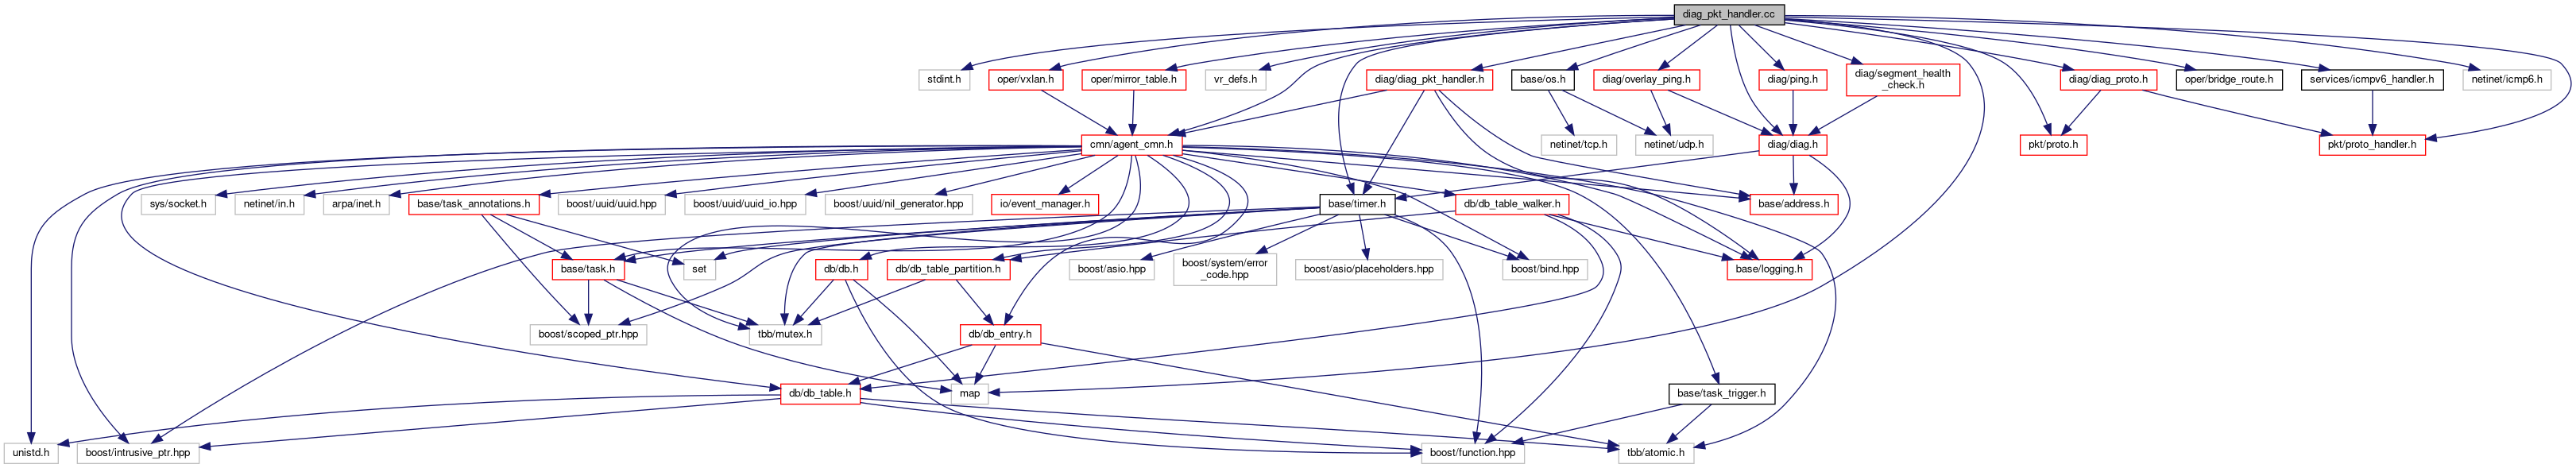 diag_pkt_handler.cc
stdint.h
oper/vxlan.h
oper/mirror_table.h
vr_defs.h
diag/diag_pkt_handler.h
base/os.h
diag/overlay_ping.h
diag/ping.h
diag/segment_health
_check.h
diag/diag_proto.h
oper/bridge_route.h
services/icmpv6_handler.h
netinet/icmp6.h
cmn/agent_cmn.h
netinet/tcp.h
netinet/udp.h
diag/diag.h
pkt/proto.h
pkt/proto_handler.h
sys/socket.h
netinet/in.h
arpa/inet.h
base/task_annotations.h
boost/uuid/uuid.hpp
boost/uuid/uuid_io.hpp
boost/uuid/nil_generator.hpp
io/event_manager.h
base/timer.h
db/db_table_walker.h
base/address.h
base/task.h
set
db/db.h
db/db_table_partition.h
boost/asio.hpp
boost/system/error
_code.hpp
boost/asio/placeholders.hpp
boost/bind.hpp
base/logging.h
boost/scoped_ptr.hpp
tbb/mutex.h
db/db_entry.h
db/db_table.h
map
base/task_trigger.h
unistd.h
boost/intrusive_ptr.hpp
boost/function.hpp
tbb/atomic.h